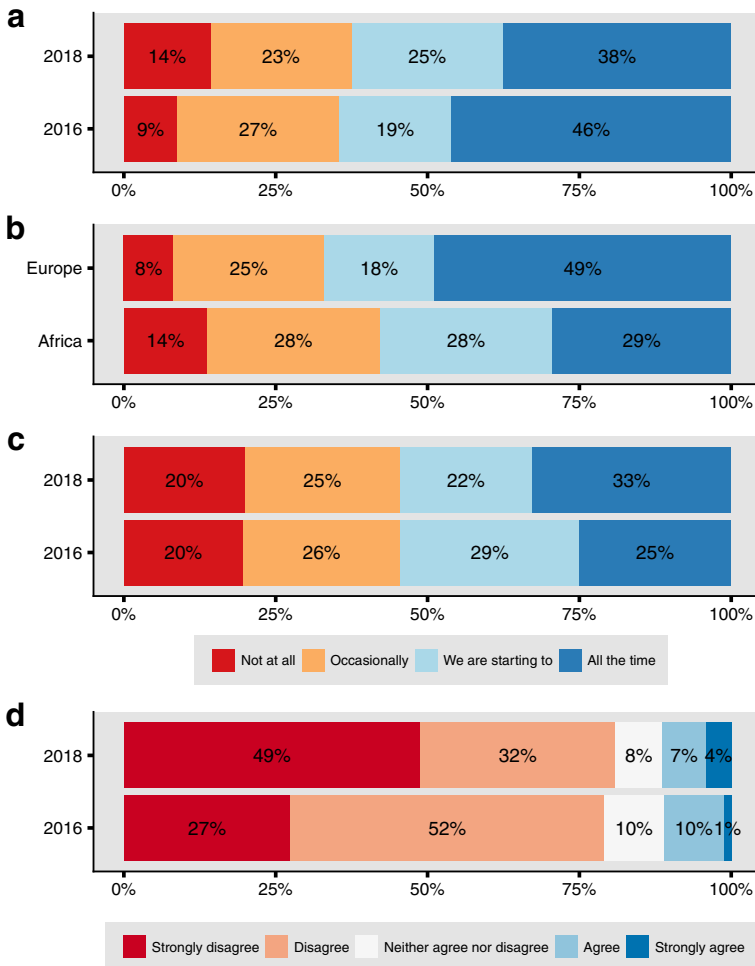 a
2018 14% 23% 25% 38%
2016 9% 27% 19% 46%
0% 25% 50% 75% 100%
b
Europe 8% 25% 18% 49%
Africa 14% 28% 28% 29%
0% 25% 50% 75% 100%
c
2018 20% 25% 22% 33%
2016 20% 26% 29% 25%
0% 25% 50% 75% 100%
Not at all Occasionally We are starting to All the time
d
2018 49% 32% 8% 7% 4%
2016 27% 52% 10% 10% 1%
0% 25% 50% 75% 100%
Strongly disagree Disagree Neither agree nor disagree Agree Strongly agree